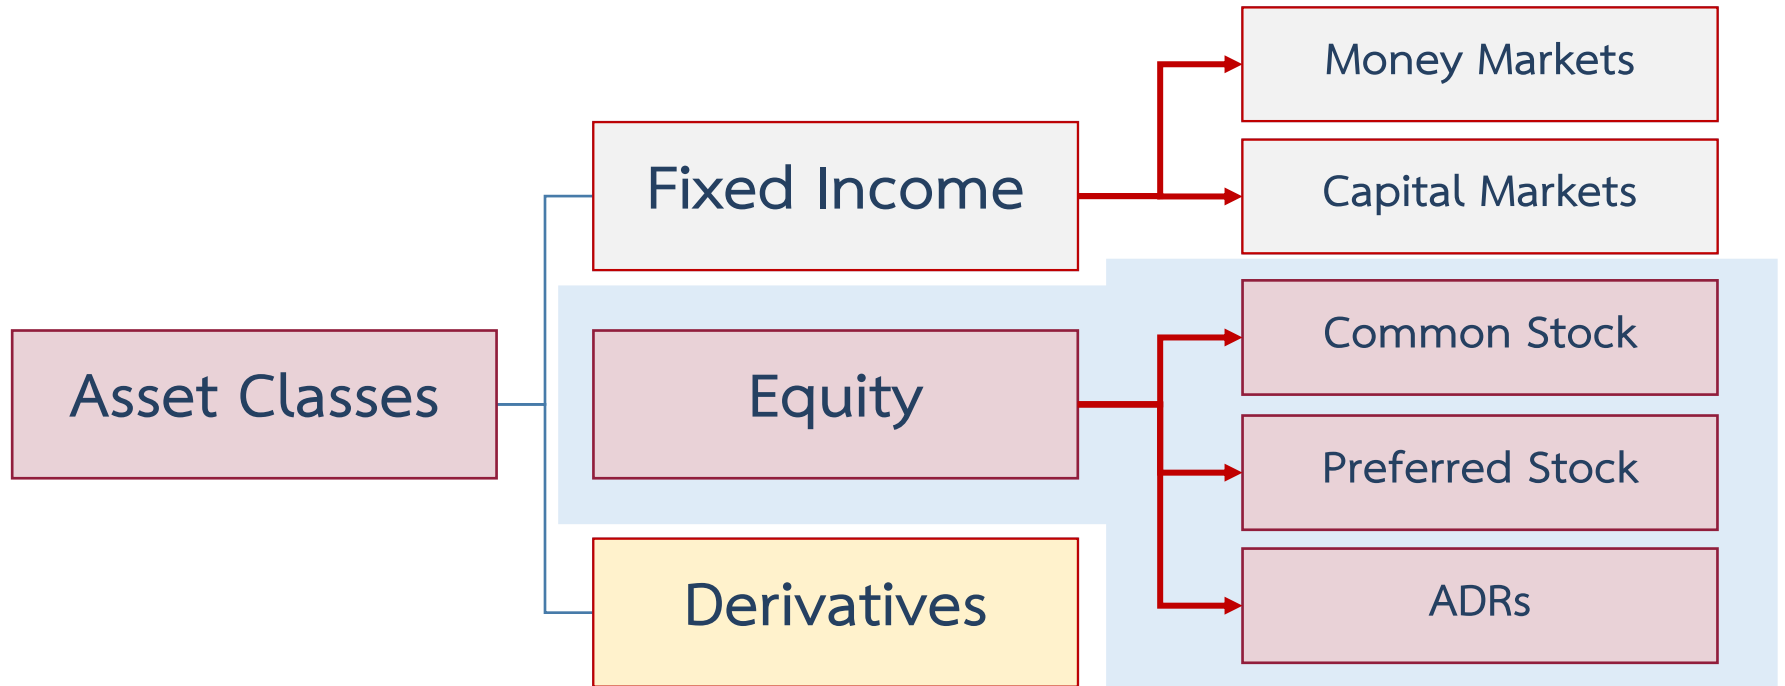 Asset Classes
Fixed Income
Money Markets
Capital Markets
Equity
Common Stock
Preferred Stock
ADRs
Derivatives